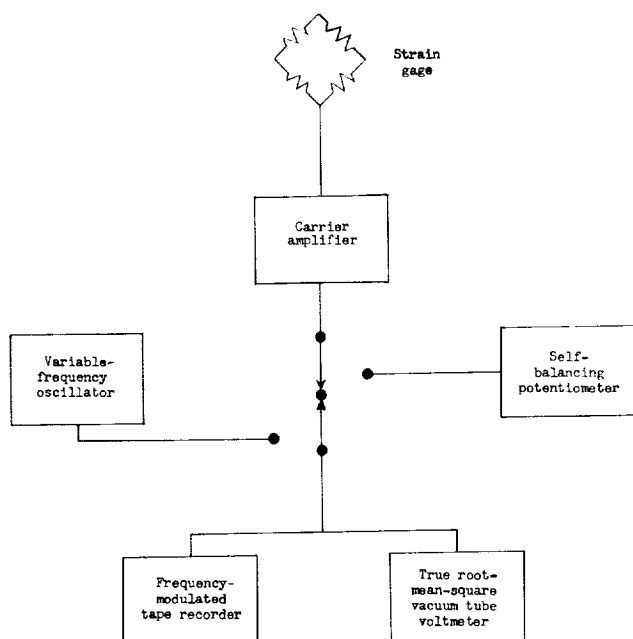 Strain
gage
Carrier
amplifier
Variable-
frequency
oscillator
Self-
balancing
potentiometer
Frequency-
modulated
tape recorder
True root-
mean-square
vacuum tube
voltmeter